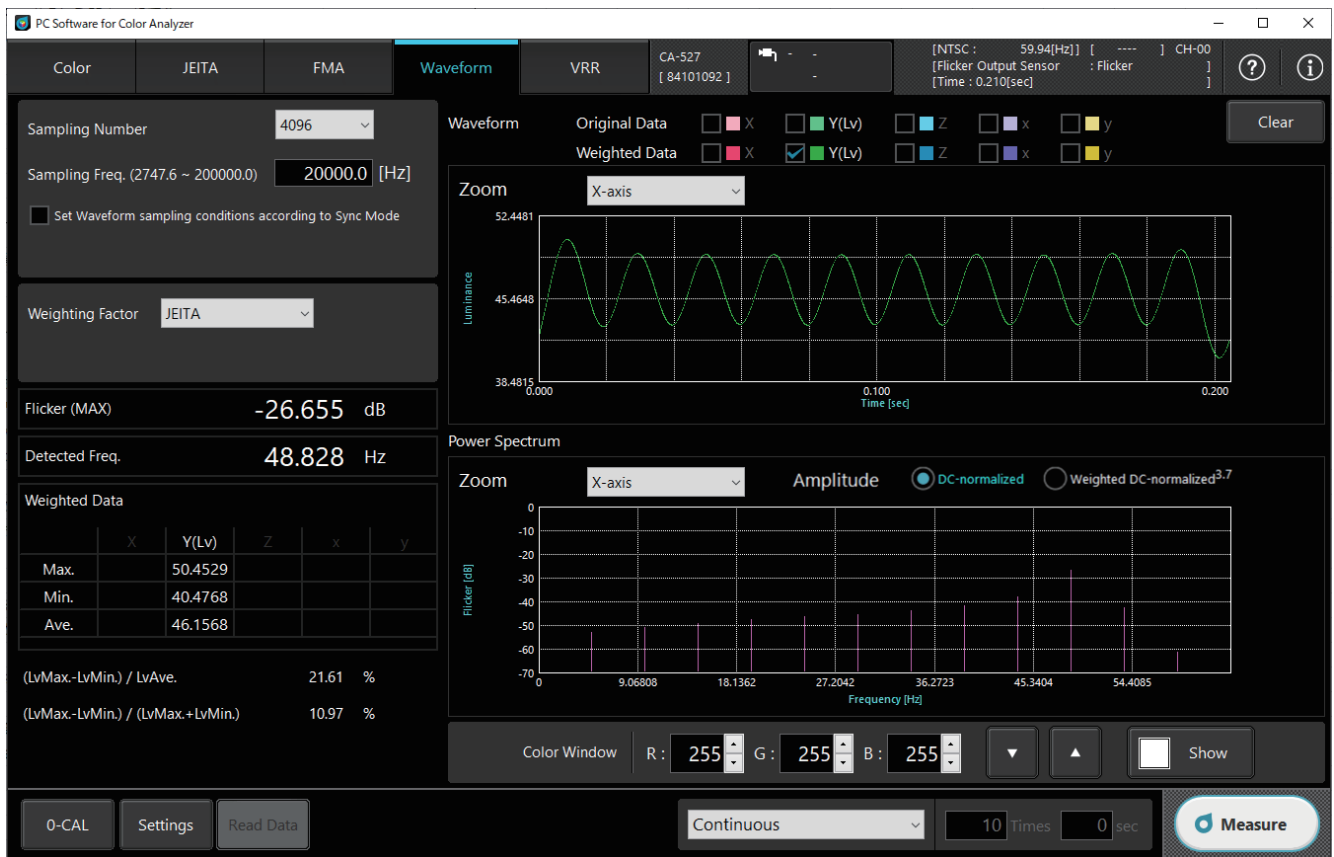 PC Software for Color Analyzer
Color
JEITA
FMA
Waveform
VRR
CA-527
[ 84101092 ]
- -
-
[NTSC : 59.94[Hz]] [ ---- ] CH-00
[Flicker Output Sensor : Flicker ]
[Time : 0.210[sec] ]
Sampling Number 4096
Sampling Freq. (2747.6 ~ 200000.0) 20000.0 [Hz]
Set Waveform sampling conditions according to Sync Mode
Weighting Factor JEITA
Flicker (MAX) -26.655 dB
Detected Freq. 48.828 Hz
Weighted Data
X Y(Lv) Z x y
Max. 50.4529
Min. 40.4768
Ave. 46.1568
(LvMax.-LvMin.) / LvAve. 21.61 %
(LvMax.-LvMin.) / (LvMax.+LvMin.) 10.97 %
Waveform Original Data X Y(Lv) Z x y
Weighted Data X Y(Lv) Z x y
Clear
Zoom X-axis
52.4481
45.4648
38.4815
Luminance
0.000 0.100 0.200
Time [sec]
Power Spectrum
Zoom X-axis Amplitude DC-normalized Weighted DC-normalized3.7
0
-10
-20
-30
-40
-50
-60
-70
Flicker [dB]
0 9.06808 18.1362 27.2042 36.2723 45.3404 54.4085
Frequency [Hz]
Color Window R : 255 G : 255 B : 255 ▼ ▲ Show
0-CAL Settings Read Data Continuous 10 Times 0 sec Measure